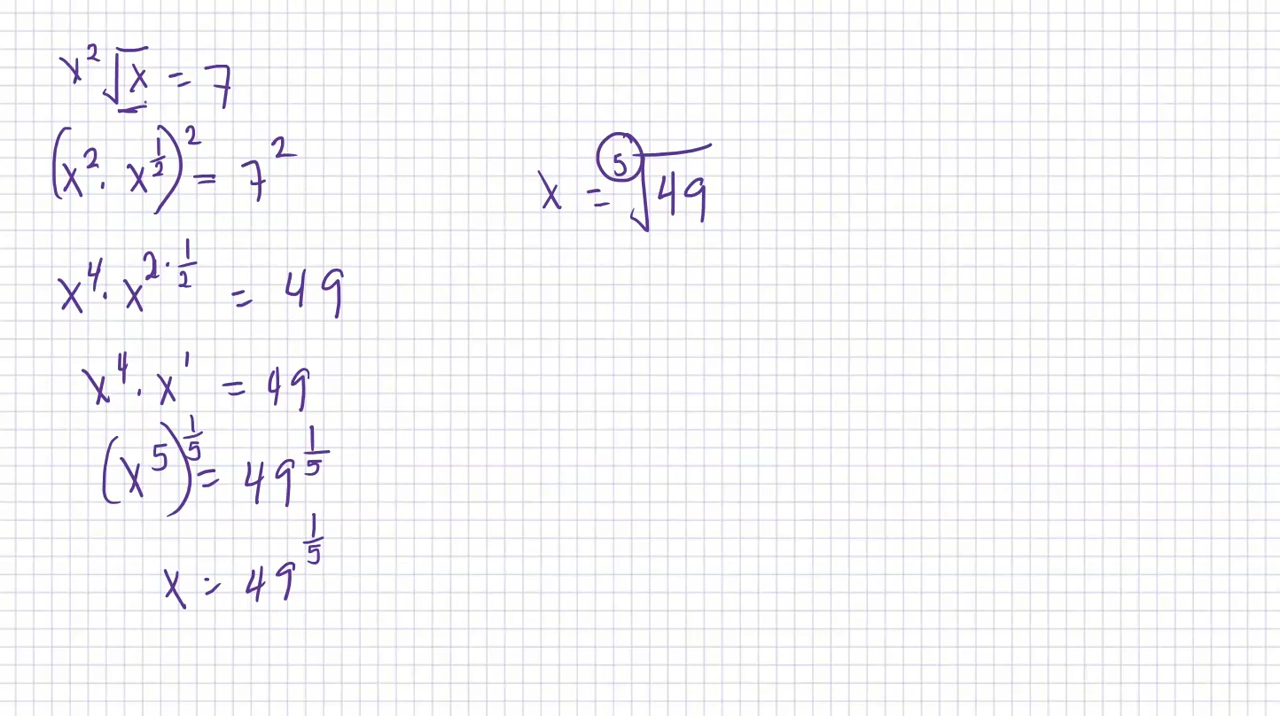 x² √x = 7
(x² · x^(1/2))² = 7²
x⁴ · x^(2 · 1/2) = 49
x⁴ · x¹ = 49
(x⁵)^(1/5) = 49^(1/5)
x = 49^(1/5)
x = ⁵√49